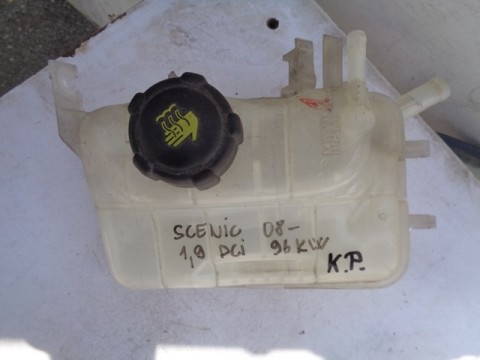 SCENIC 08-
1,9 DCI 96 KW
K.P.